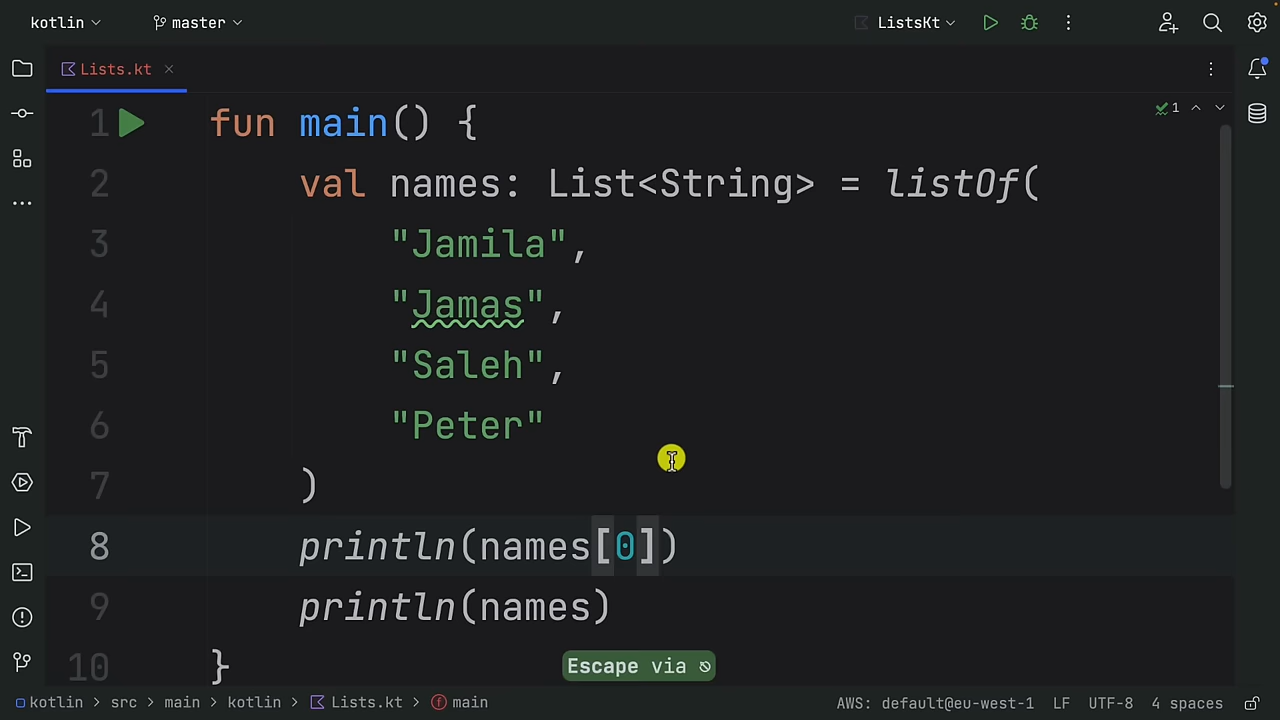 kotlin master ListsKt
Lists.kt
1 fun main() {
1
2 val names: List<String> = listOf(
3 "Jamila",
4 "Jamas",
5 "Saleh",
6 "Peter"
7 )
8 println(names[0])
9 println(names)
10 }
Escape via
kotlin > src > main > kotlin > Lists.kt > main
AWS: default@eu-west-1 LF UTF-8 4 spaces